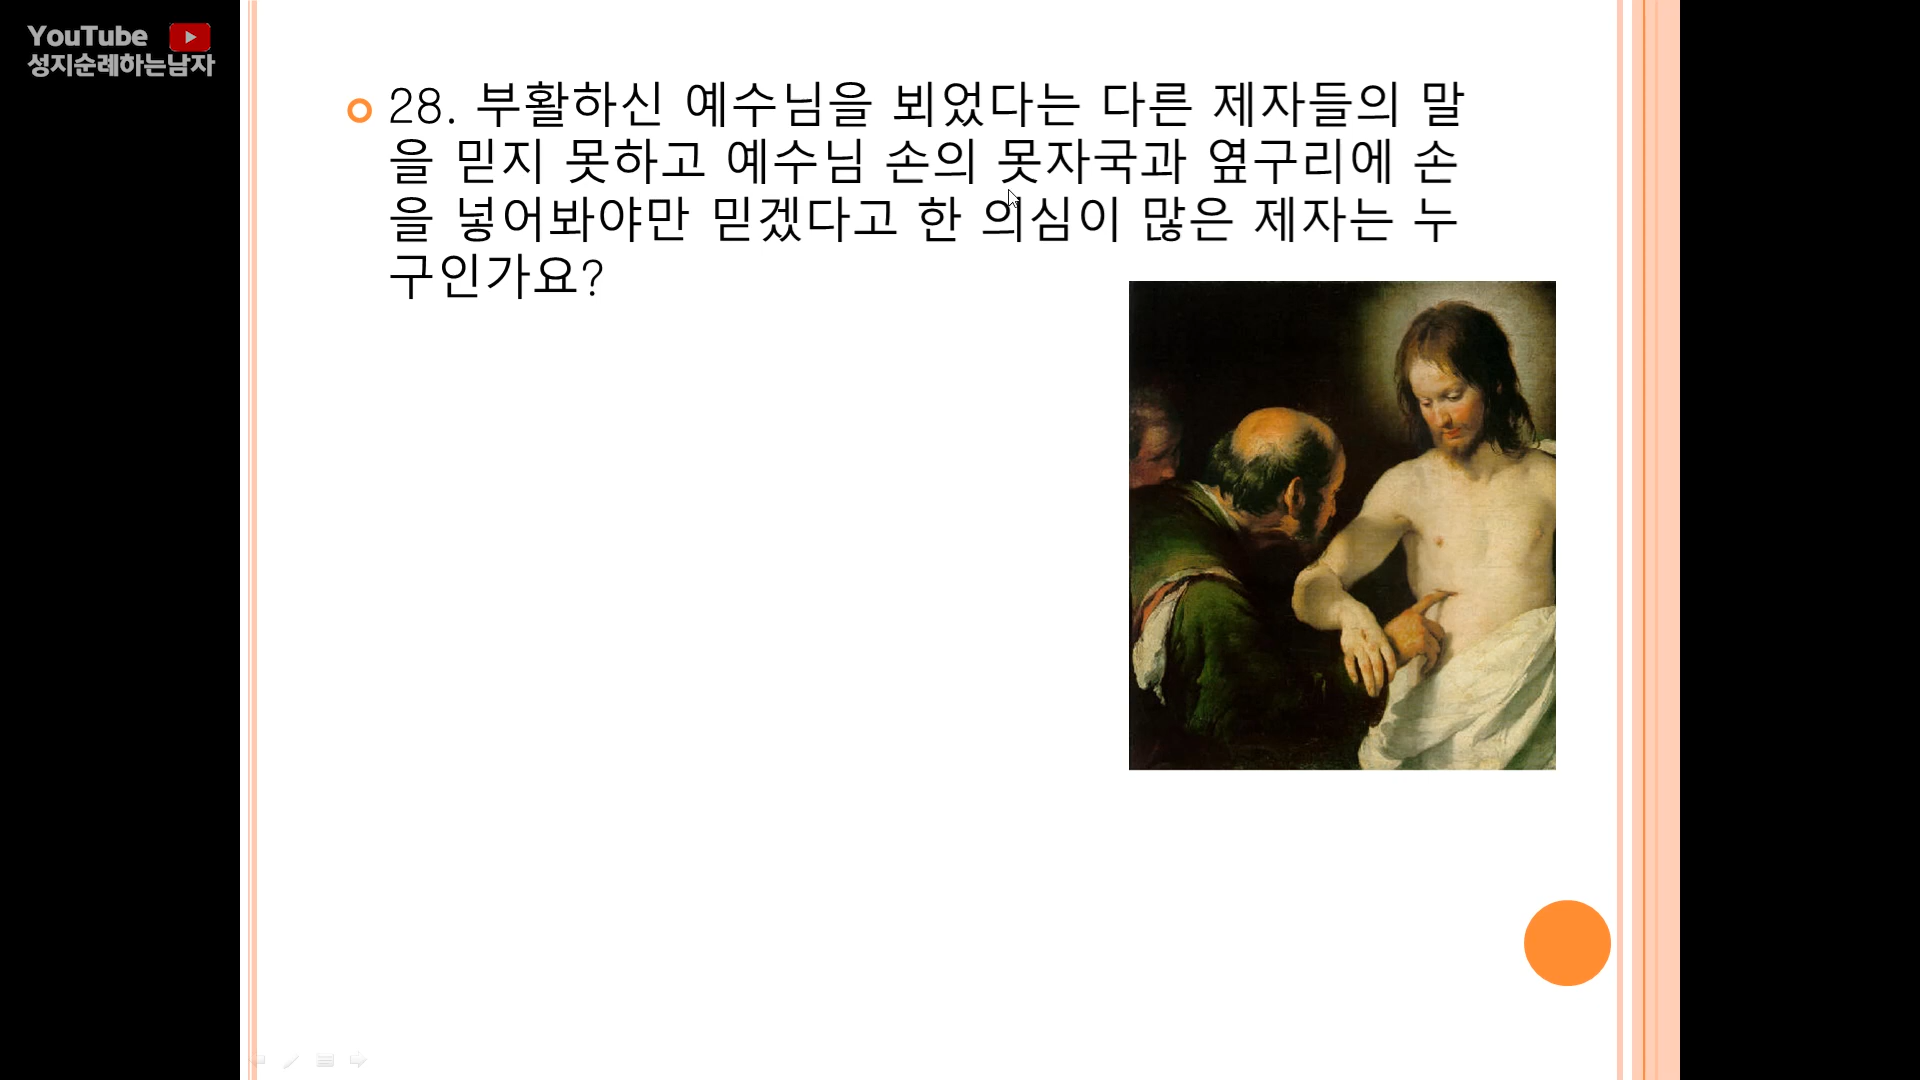 YouTube
성지순례하는남자
28. 부활하신 예수님을 뵈었다는 다른 제자들의 말
을 믿지 못하고 예수님 손의 못자국과 옆구리에 손
을 넣어봐야만 믿겠다고 한 의심이 많은 제자는 누
구인가요?